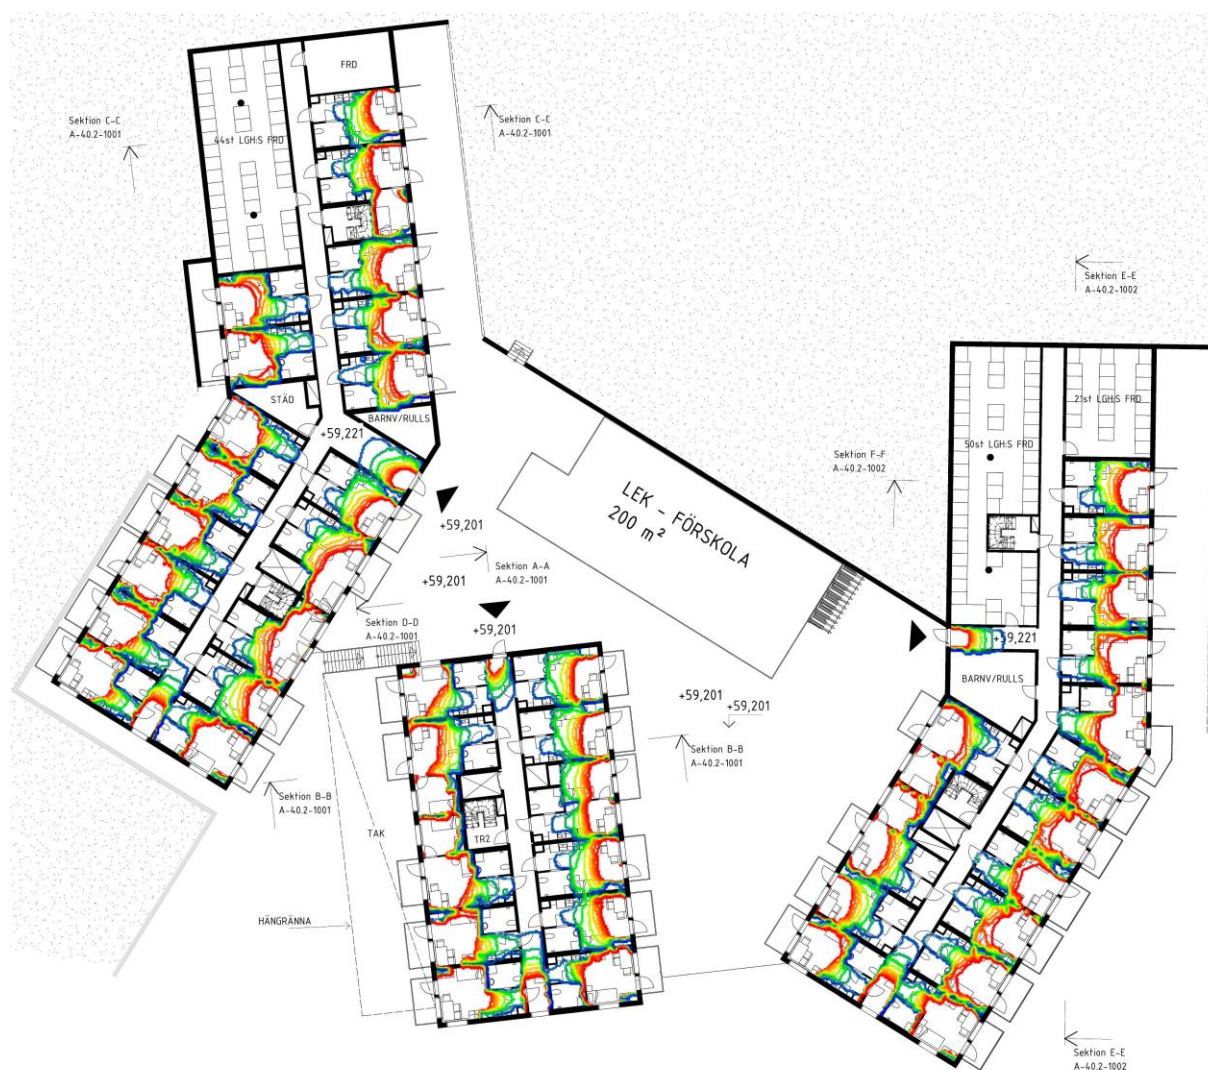 FRD
Sektion C-C
A-40.2-1001
44st LGH:S FRD
Sektion C-C
A-40.2-1001
Sektion E-E
A-40.2-1002
STÄD
BARNV/RULLS
+59,221
21st LGH:S FRD
50st LGH:S FRD
Sektion F-F
A-40.2-1002
LEK - FÖRSKOLA
200 m²
+59,201
Sektion A-A
A-40.2-1001
+59,201
Sektion D-D
A-40.2-1001
+59,201
+59,221
BARNV/RULLS
+59,201
+59,201
Sektion B-B
A-40.2-1001
Sektion B-B
A-40.2-1001
TAK
TR2
HÄNGRÄNNA
Sektion E-E
A-40.2-1002